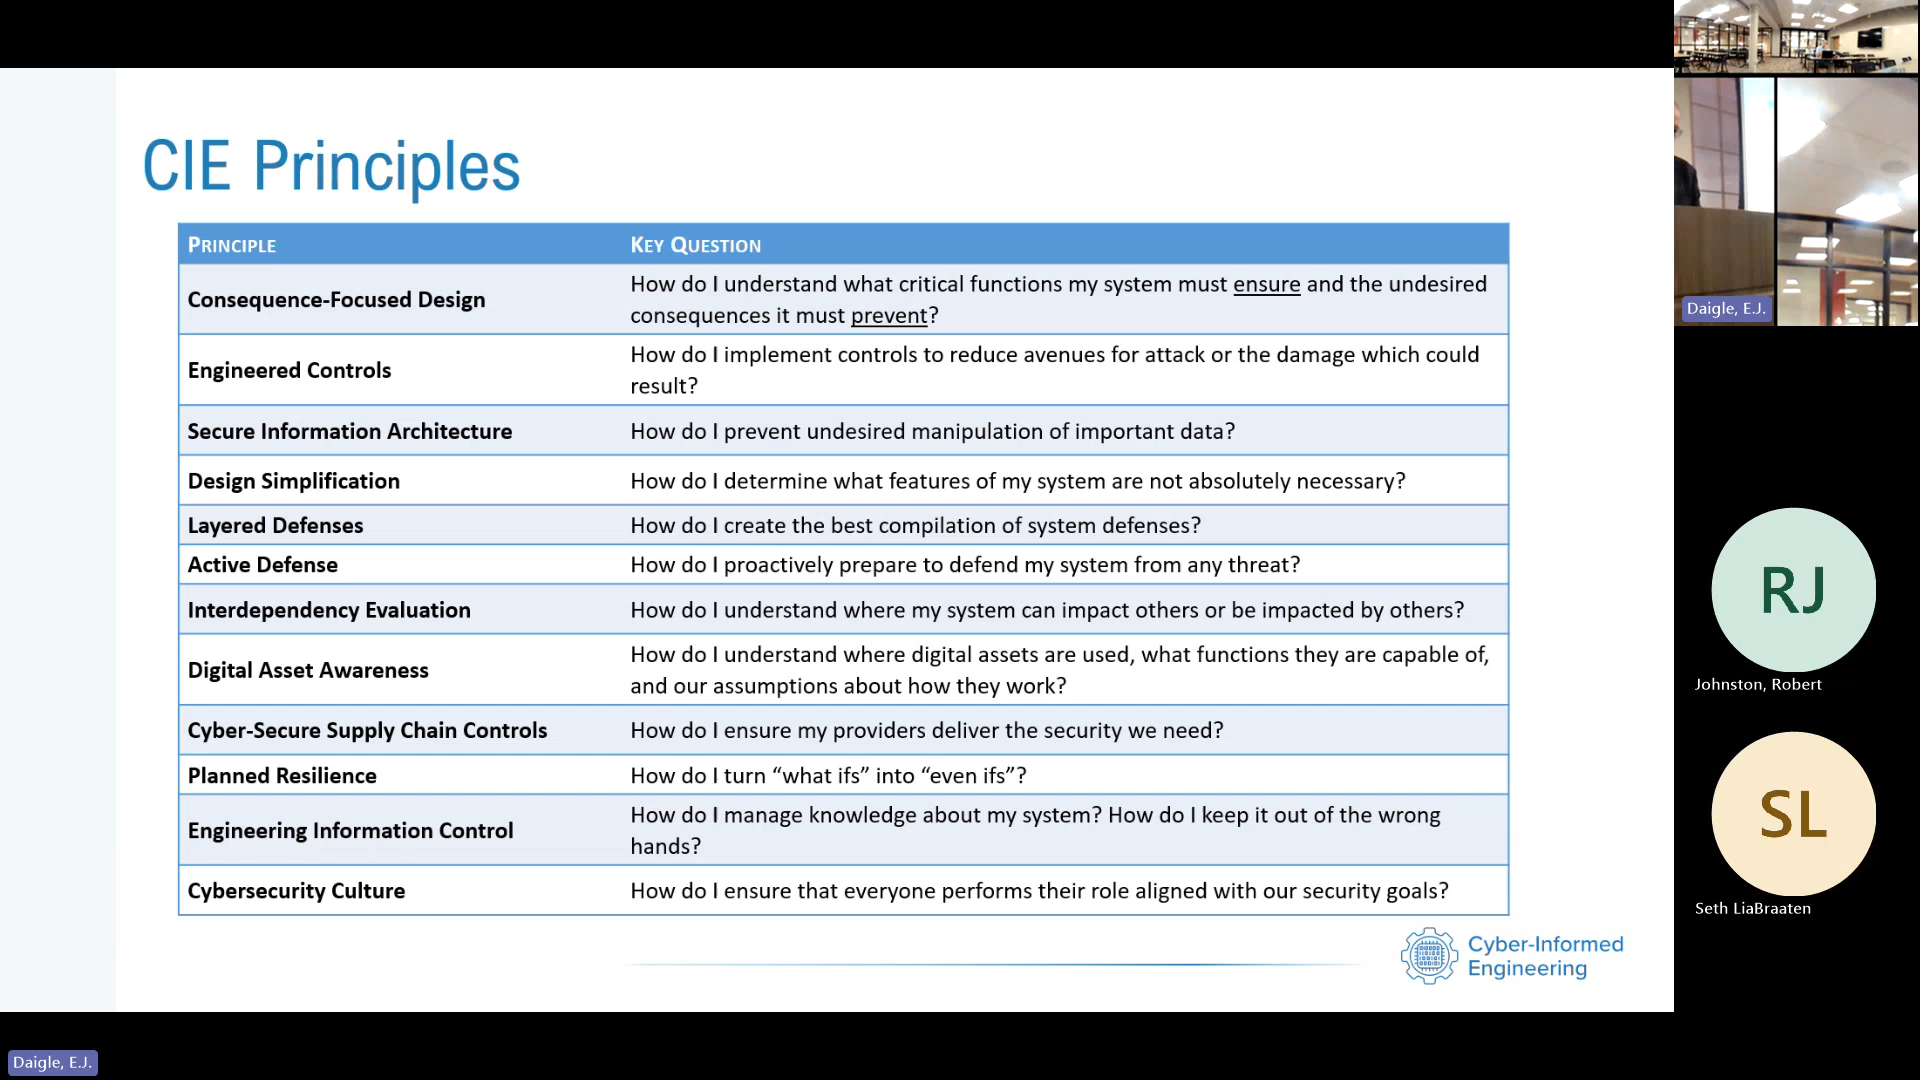 CIE Principles
PRINCIPLE
KEY QUESTION
Consequence-Focused Design
How do I understand what critical functions my system must ensure and the undesired
consequences it must prevent?
Engineered Controls
How do I implement controls to reduce avenues for attack or the damage which could
result?
Secure Information Architecture
How do I prevent undesired manipulation of important data?
Design Simplification
How do I determine what features of my system are not absolutely necessary?
Layered Defenses
How do I create the best compilation of system defenses?
Active Defense
How do I proactively prepare to defend my system from any threat?
Interdependency Evaluation
How do I understand where my system can impact others or be impacted by others?
Digital Asset Awareness
How do I understand where digital assets are used, what functions they are capable of,
and our assumptions about how they work?
Cyber-Secure Supply Chain Controls
How do I ensure my providers deliver the security we need?
Planned Resilience
How do I turn “what ifs” into “even ifs”?
Engineering Information Control
How do I manage knowledge about my system? How do I keep it out of the wrong
hands?
Cybersecurity Culture
How do I ensure that everyone performs their role aligned with our security goals?
Cyber-Informed
Engineering
Daigle, E.J.
RJ
Johnston, Robert
SL
Seth LiaBraaten
Daigle, E.J.